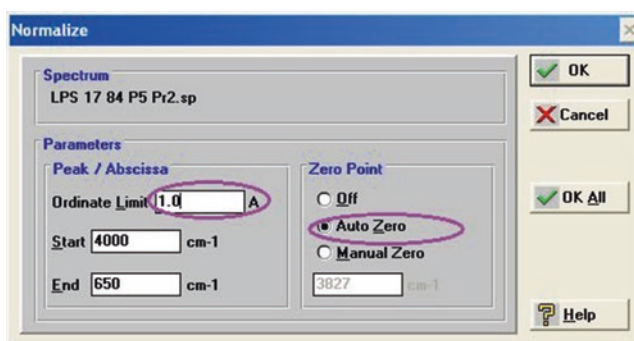 Normalize
Spectrum
LPS 17 84 P5 Pr2.sp
Parameters
Peak / Abscissa
Ordinate Limit 1.0 A
Start 4000 cm-1
End 650 cm-1
Zero Point
Off
Auto Zero
Manual Zero
3827 cm-1
OK
Cancel
OK All
Help